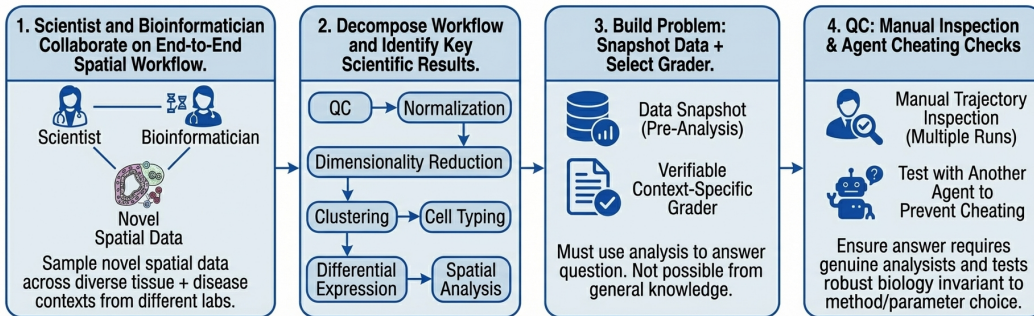 1. Scientist and Bioinformatician
Collaborate on End-to-End
Spatial Workflow.
Scientist
Bioinformatician
Novel
Spatial Data
Sample novel spatial data
across diverse tissue + disease
contexts from different labs.
2. Decompose Workflow
and Identify Key
Scientific Results.
QC
Normalization
Dimensionality Reduction
Clustering
Cell Typing
Differential
Expression
Spatial
Analysis
3. Build Problem:
Snapshot Data +
Select Grader.
Data Snapshot
(Pre-Analysis)
Verifiable
Context-Specific
Grader
Must use analysis to answer
question. Not possible from
general knowledge.
4. QC: Manual Inspection
& Agent Cheating Checks
Manual Trajectory
Inspection
(Multiple Runs)
?
Test with Another
Agent to
Prevent Cheating
Ensure answer requires
genuine analysists and tests
robust biology invariant to
method/parameter choice.